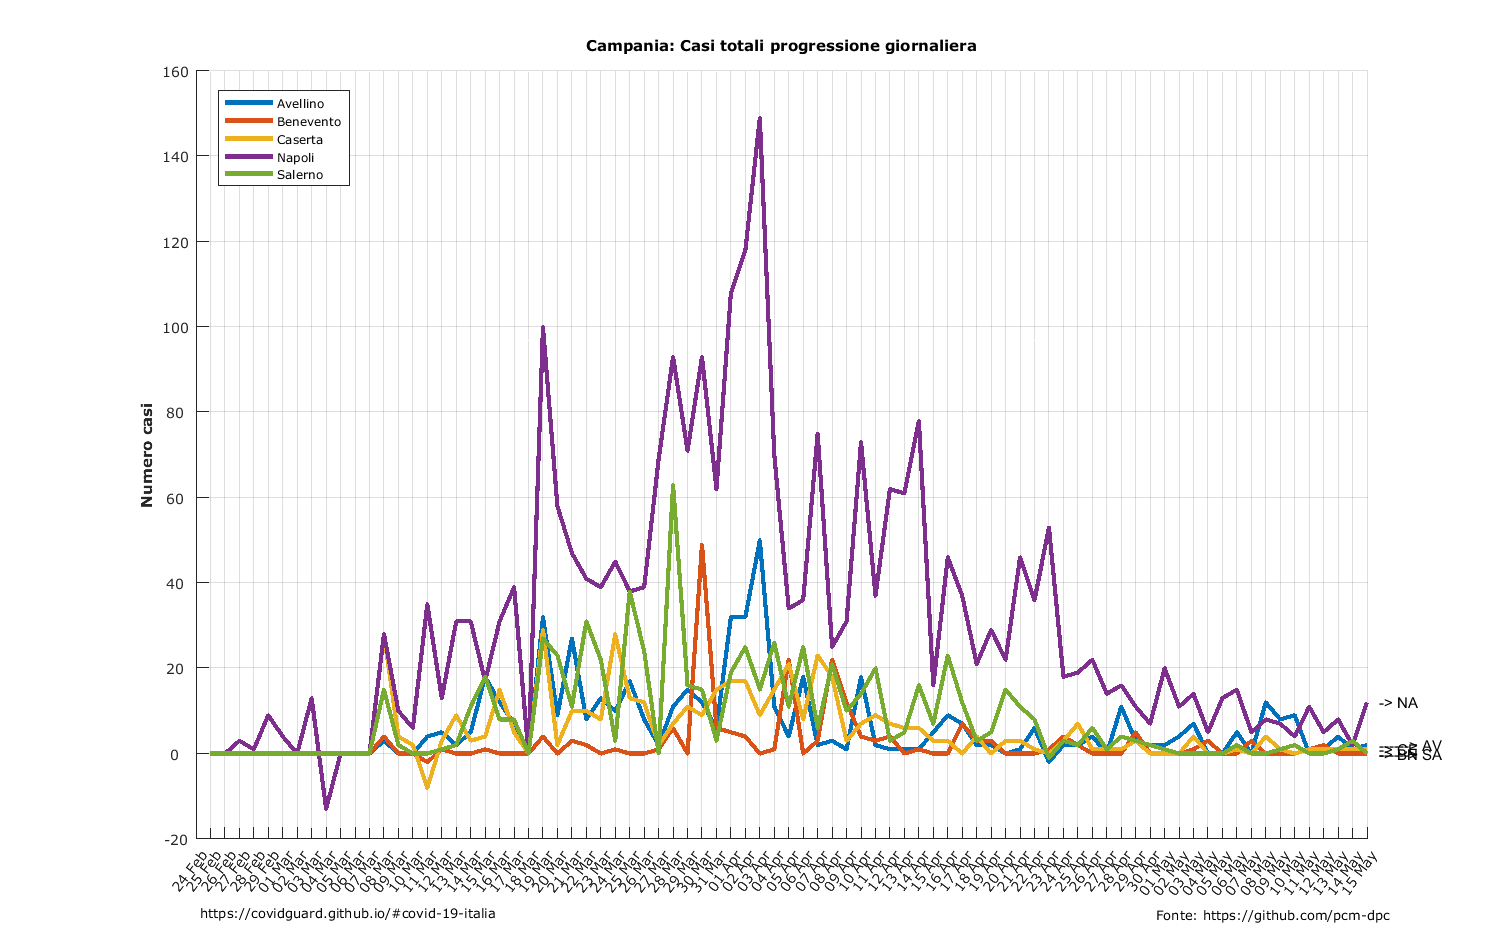 Campania: Casi totali progressione giornaliera
160
140
120
100
80
60
40
20
0
-20
Numero casi
Avellino
Benevento
Caserta
Napoli
Salerno
-> NA
-> AV
-> CE
-> BN
SA
24 Feb
25 Feb
26 Feb
27 Feb
28 Feb
01 Mar
02 Mar
03 Mar
05 Mar
06 Mar
07 Mar
08 Mar
09 Mar
10 Mar
12 Mar
13 Mar
14 Mar
15 Mar
16 Mar
17 Mar
18 Mar
19 Mar
20 Mar
21 Mar
22 Mar
23 Mar
24 Mar
25 Mar
26 Mar
27 Mar
28 Mar
29 Mar
30 Mar
31 Mar
01 Apr
02 Apr
03 Apr
04 Apr
05 Apr
07 Apr
08 Apr
09 Apr
10 Apr
11 Apr
12 Apr
13 Apr
14 Apr
15 Apr
16 Apr
17 Apr
18 Apr
19 Apr
20 Apr
21 Apr
22 Apr
23 Apr
24 Apr
25 Apr
26 Apr
27 Apr
28 Apr
29 Apr
30 Apr
01 May
02 May
03 May
04 May
05 May
06 May
07 May
08 May
09 May
10 May
11 May
12 May
13 May
14 May
15 May
https://covidguard.github.io/#covid-19-italia
Fonte: https://github.com/pcm-dpc